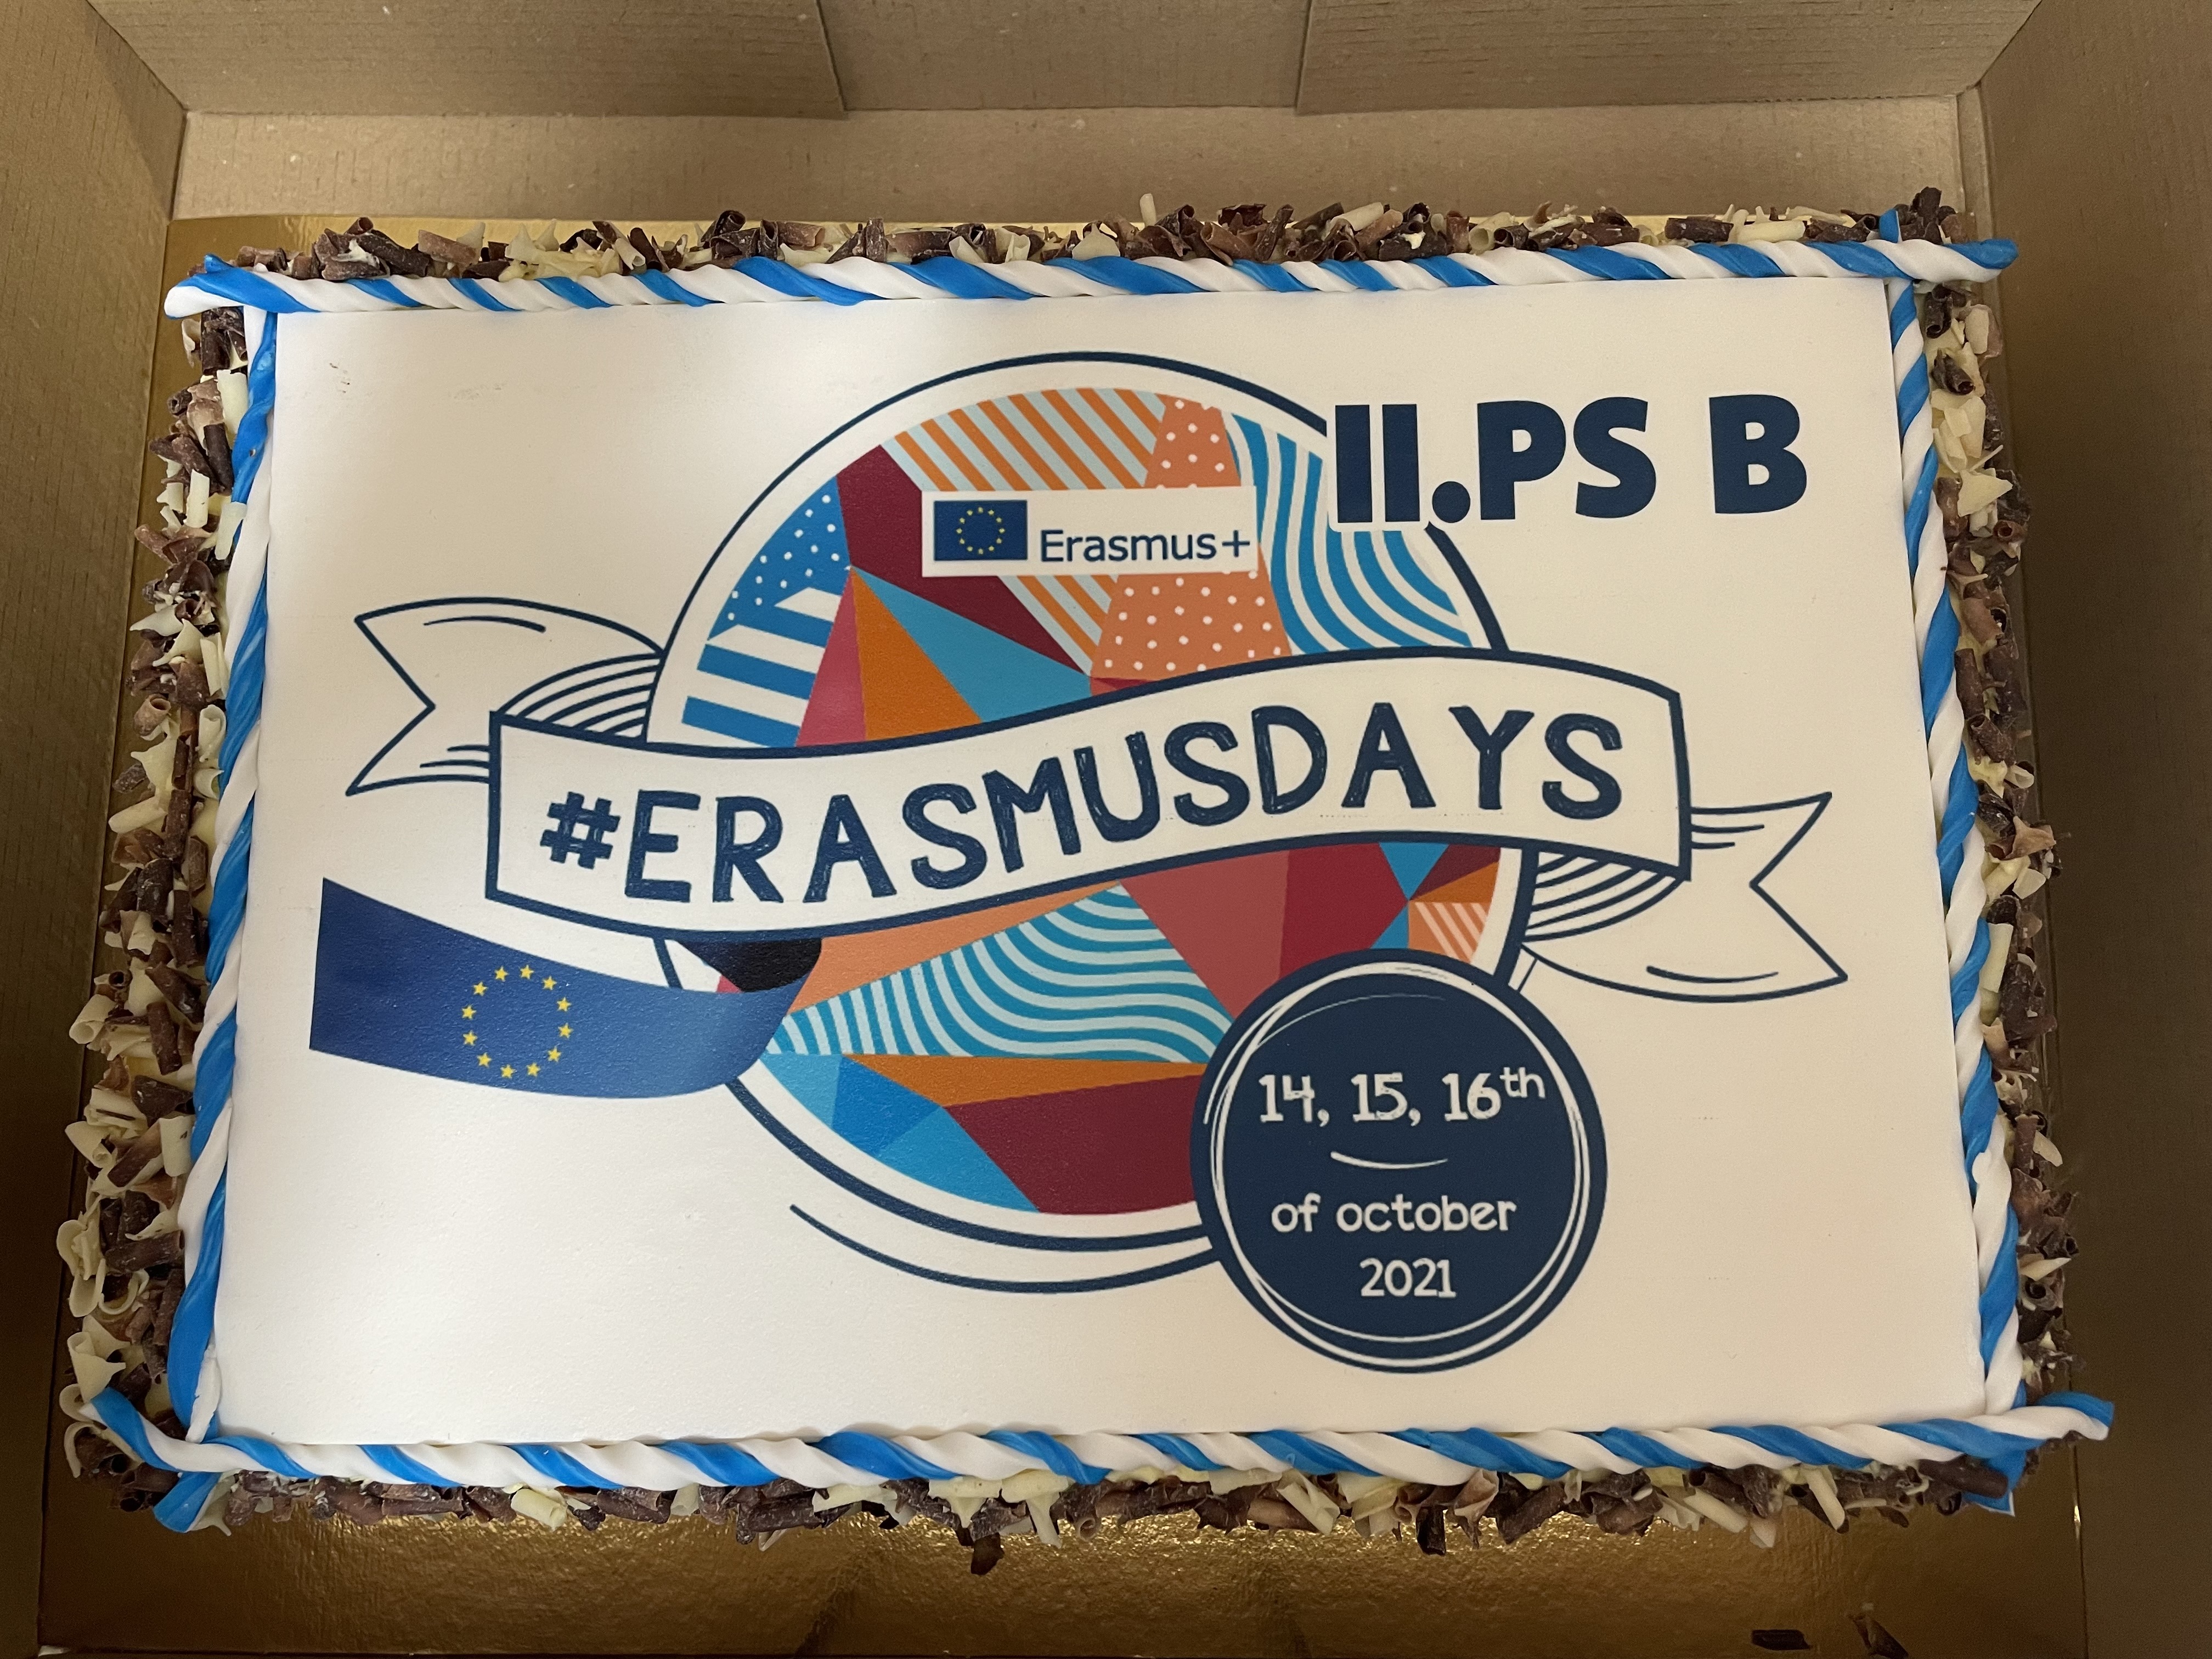 II.PS B
Erasmus+
#ERASMUSDAYS
14, 15, 16th
of october
2021